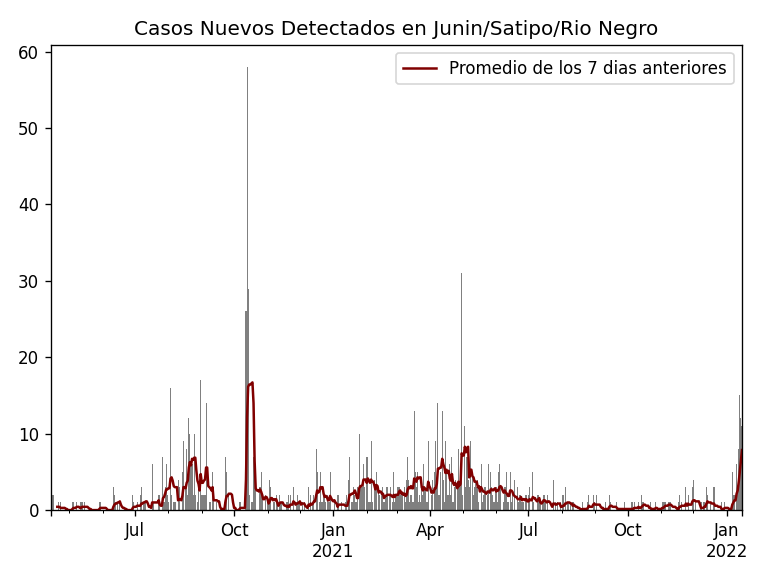 Casos Nuevos Detectados en Junin/Satipo/Rio Negro
Promedio de los 7 dias anteriores
60
50
40
30
20
10
0
Jul Oct Jan Apr Jul Oct Jan
2021 2022